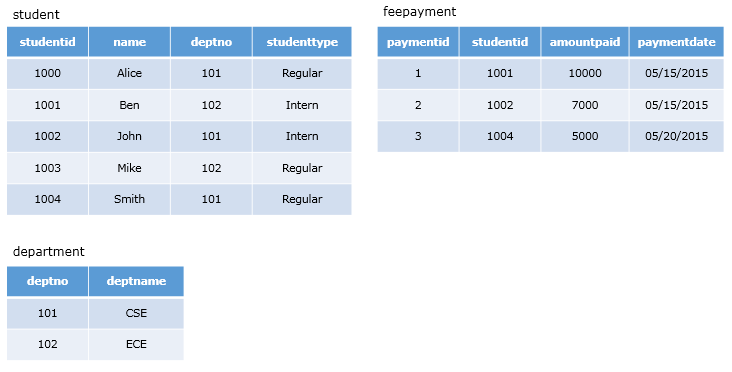 student
studentid name deptno studenttype
1000 Alice 101 Regular
1001 Ben 102 Intern
1002 John 101 Intern
1003 Mike 102 Regular
1004 Smith 101 Regular
feepayment
paymentid studentid amountpaid paymentdate
1 1001 10000 05/15/2015
2 1002 7000 05/15/2015
3 1004 5000 05/20/2015
department
deptno deptname
101 CSE
102 ECE